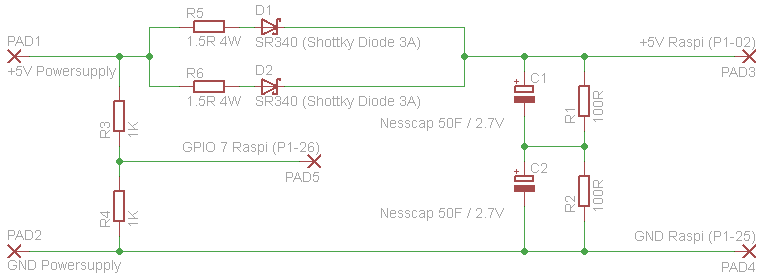 R5
D1
1.5R 4W
SR340 (Shottky Diode 3A)
PAD1
+5V Powersupply
+5V Raspi (P1-02)
PAD3
R6
D2
1.5R 4W
SR340 (Shottky Diode 3A)
C1
+
Nesscap 50F / 2.7V
R1
100R
R3
1K
GPIO 7 Raspi (P1-26)
PAD5
C2
+
Nesscap 50F / 2.7V
R2
100R
R4
1K
PAD2
GND Powersupply
GND Raspi (P1-25)
PAD4